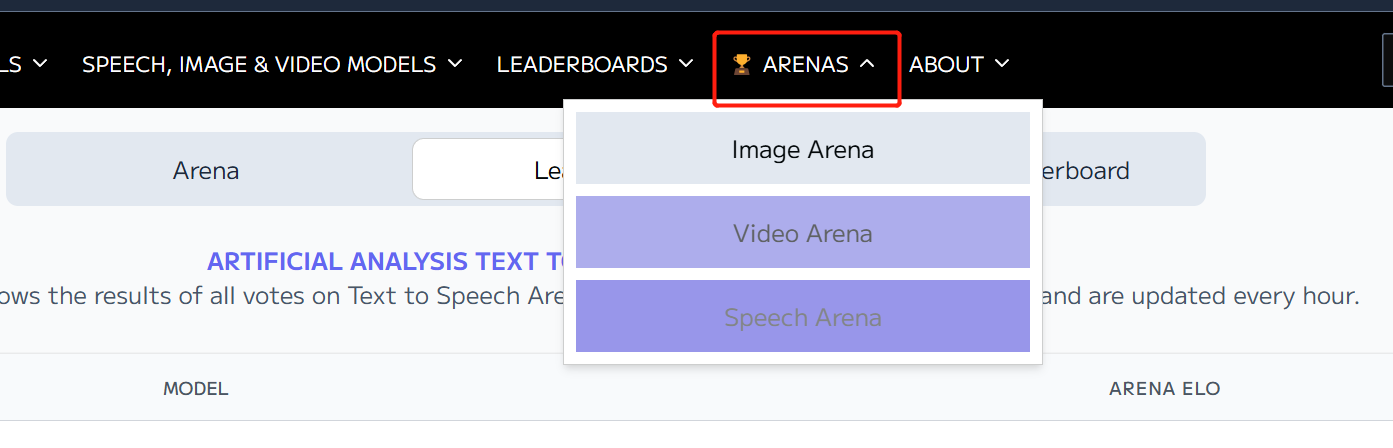 LS
SPEECH, IMAGE & VIDEO MODELS
LEADERBOARDS
ARENAS
ABOUT
Image Arena
Video Arena
Speech Arena
Arena
Lea
erboard
ARTIFICIAL ANALYSIS TEXT TO
ows the results of all votes on Text to Speech Are
and are updated every hour.
MODEL
ARENA ELO